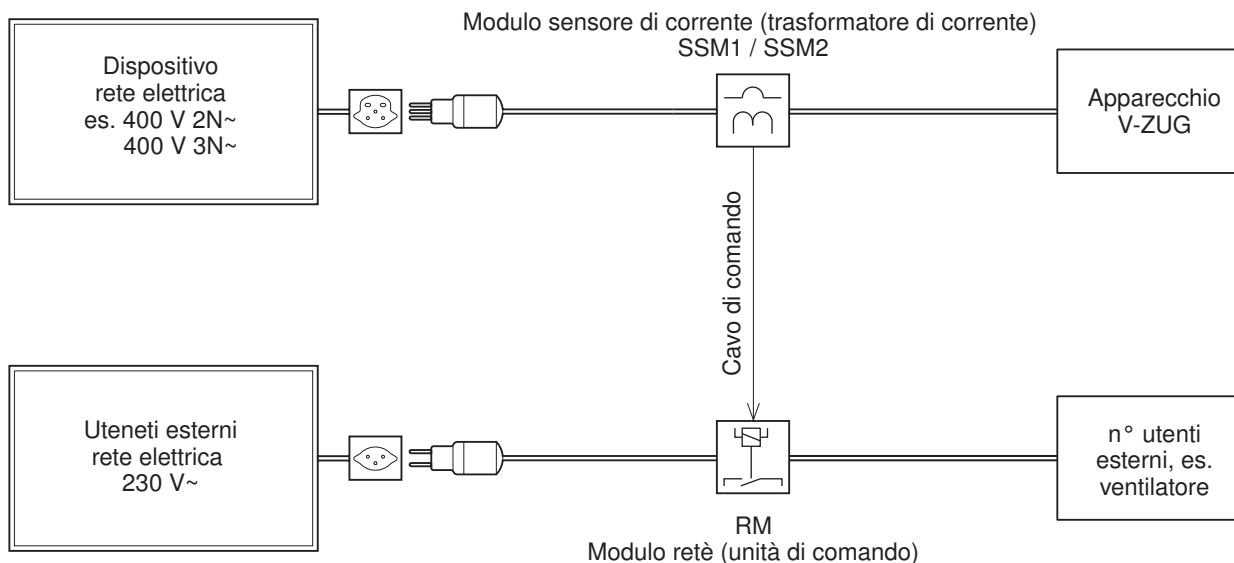 Modulo sensore di corrente (trasformatore di corrente)
SSM1 / SSM2
Dispositivo
rete elettrica
es. 400 V 2N~
400 V 3N~
Apparecchio
V-ZUG
Cavo di comando
Uteneti esterni
rete elettrica
230 V~
n° utenti
esterni, es.
ventilatore
RM
Modulo retè (unità di comando)